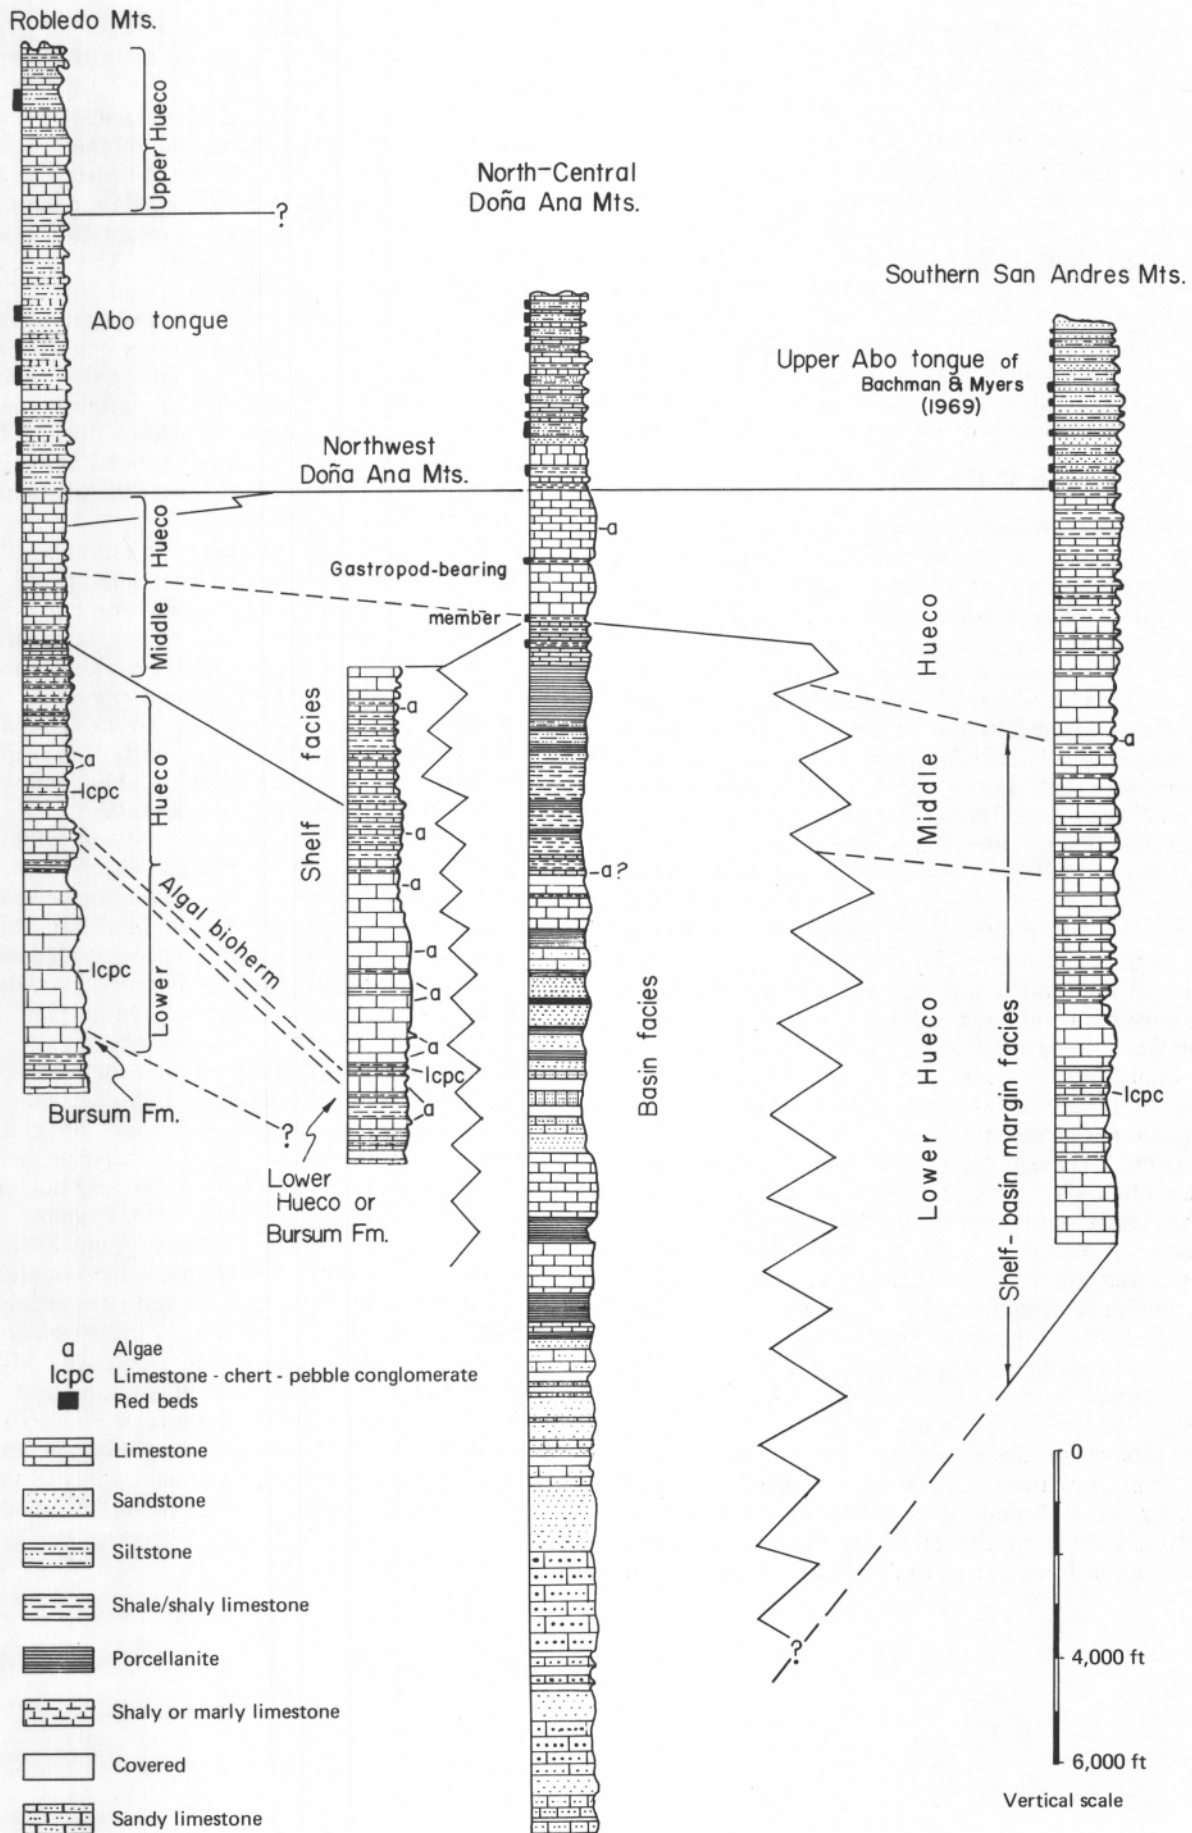 Robledo Mts.
Upper Hueco
?
Abo tongue
North-Central
Doña Ana Mts.
Southern San Andres Mts.
Upper Abo tongue of
Bachman & Myers
(1969)
Northwest
Doña Ana Mts.
Middle Hueco
Gastropod-bearing
member
a
Shelf facies
a
a
a
a
a
a
lcpc
a
Lower Hueco
a
lcpc
lcpc
Algal bioherm
Bursum Fm.
?
Lower
Hueco or
Bursum Fm.
a?
Basin facies
Middle Hueco
Lower Hueco
Shelf-basin margin facies
a
lcpc
?
a Algae
lcpc Limestone - chert - pebble conglomerate
Red beds
Limestone
Sandstone
Siltstone
Shale/shaly limestone
Porcellanite
Shaly or marly limestone
Covered
Sandy limestone
0
4,000 ft
6,000 ft
Vertical scale